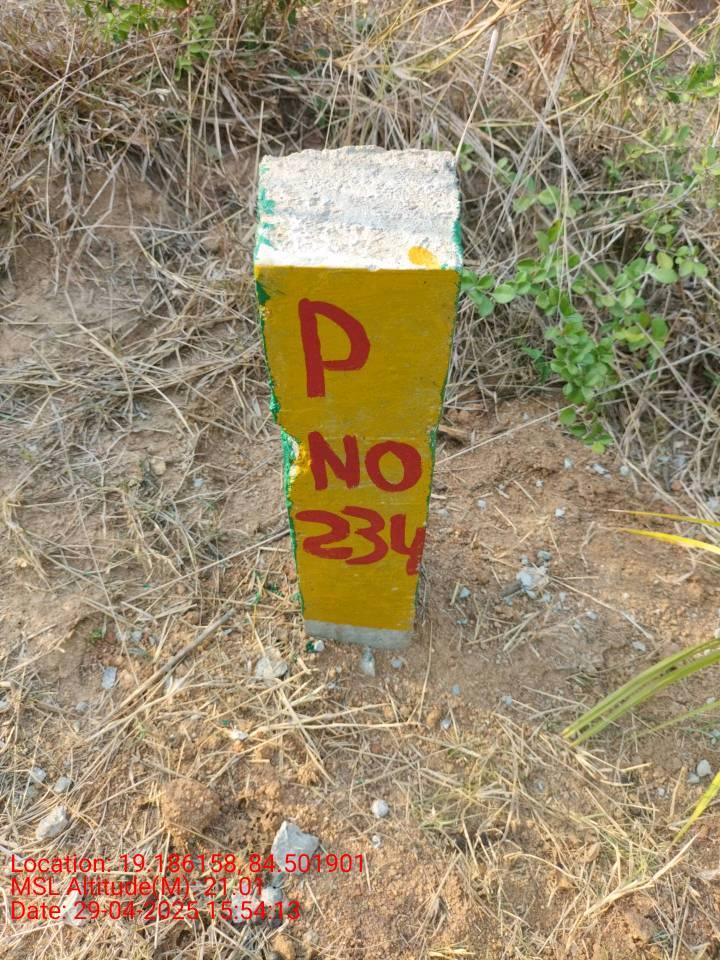 P
NO
234
Location: 19.186158, 84.501901
MSL Altitude(M): 21.01
Date: 29-04-2025 15:54:13